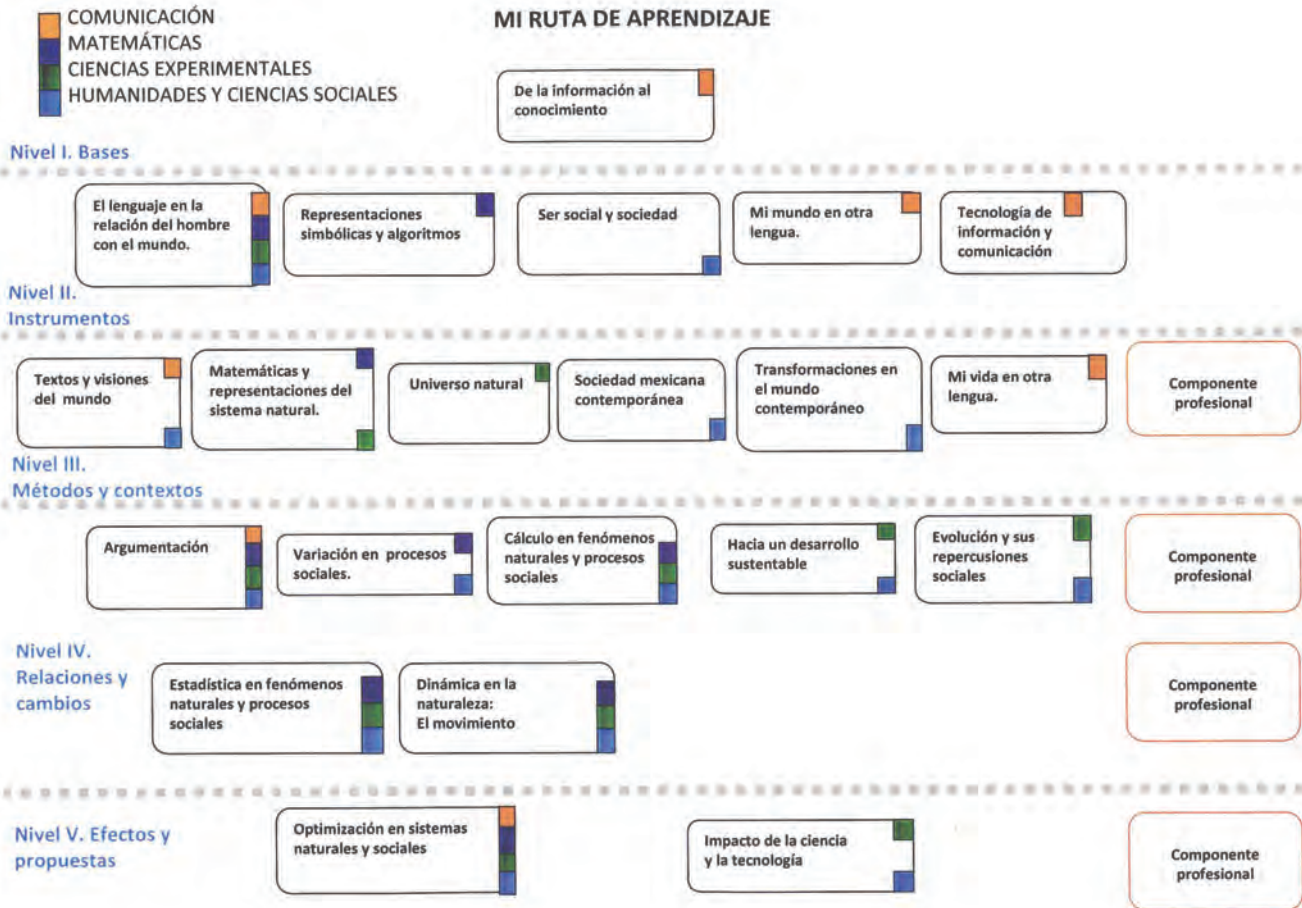 COMUNICACIÓN
MATEMÁTICAS
CIENCIAS EXPERIMENTALES
HUMANIDADES Y CIENCIAS SOCIALES
MI RUTA DE APRENDIZAJE
De la información al
conocimiento
Nivel I. Bases
El lenguaje en la
relación del hombre
con el mundo.
Representaciones
simbólicas y algoritmos
Ser social y sociedad
Mi mundo en otra
lengua.
Tecnología de
información y
comunicación
Nivel II.
Instrumentos
Textos y visiones
del mundo
Matemáticas y
representaciones del
sistema natural.
Universo natural
Sociedad mexicana
contemporánea
Transformaciones en
el mundo
contemporáneo
Mi vida en otra
lengua.
Componente
profesional
Nivel III.
Métodos y contextos
Argumentación
Variación en procesos
sociales.
Cálculo en fenómenos
naturales y procesos
sociales
Hacia un desarrollo
sustentable
Evolución y sus
repercusiones
sociales
Componente
profesional
Nivel IV.
Relaciones y
cambios
Estadística en fenómenos
naturales y procesos
sociales
Dinámica en la
naturaleza:
El movimiento
Componente
profesional
Nivel V. Efectos y
propuestas
Optimización en sistemas
naturales y sociales
Impacto de la ciencia
y la tecnología
Componente
profesional